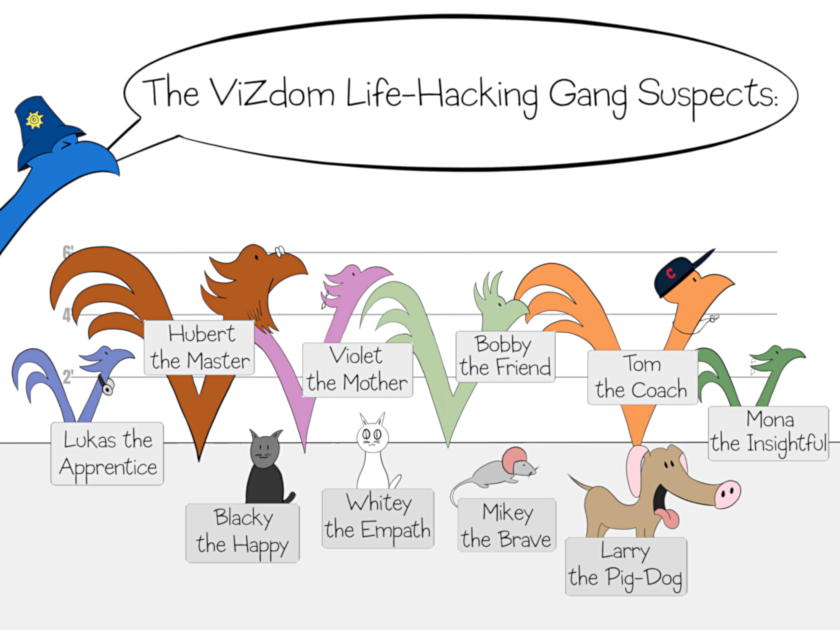 The ViZdom Life-Hacking Gang Suspects:
6'
4'
2'
Hubert
the Master
Violet
the Mother
Bobby
the Friend
Tom
the Coach
C
Lukas the
Apprentice
Mona
the Insightful
Blacky
the Happy
Whitey
the Empath
Mikey
the Brave
Larry
the Pig-Dog